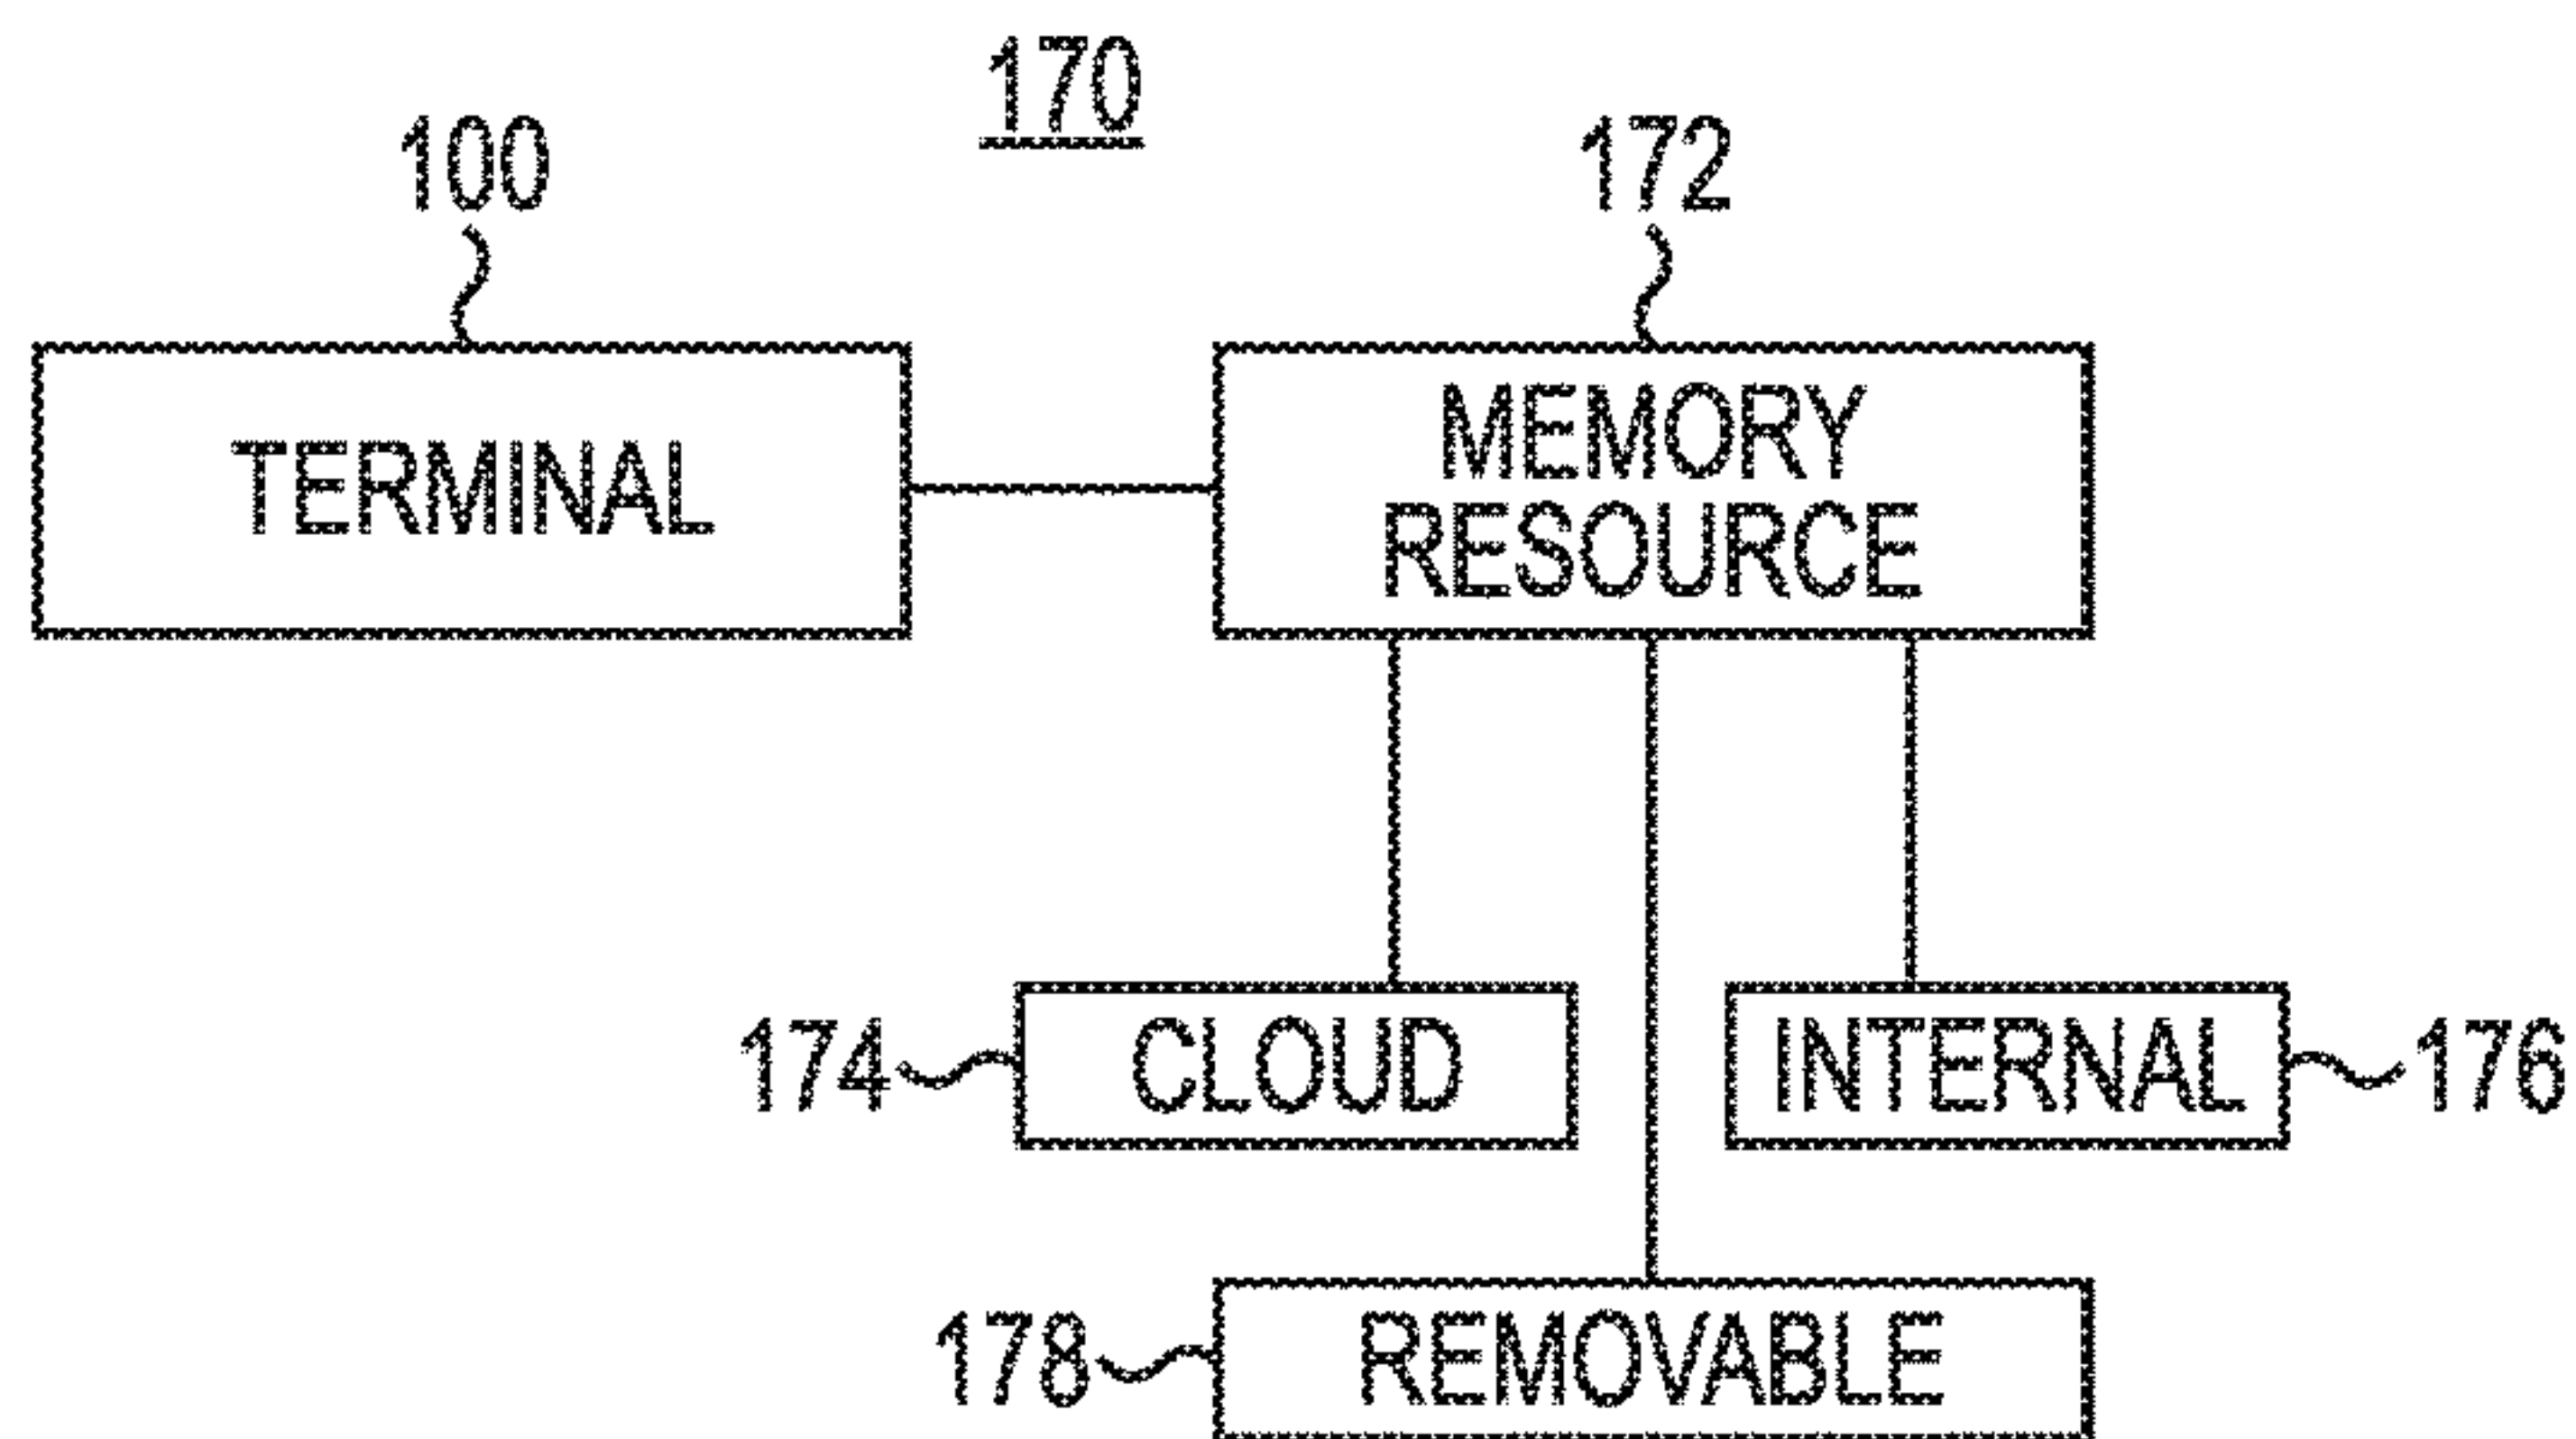 170
100
172
TERMINAL
MEMORY
RESOURCE
174
CLOUD
INTERNAL
176
178
REMOVABLE